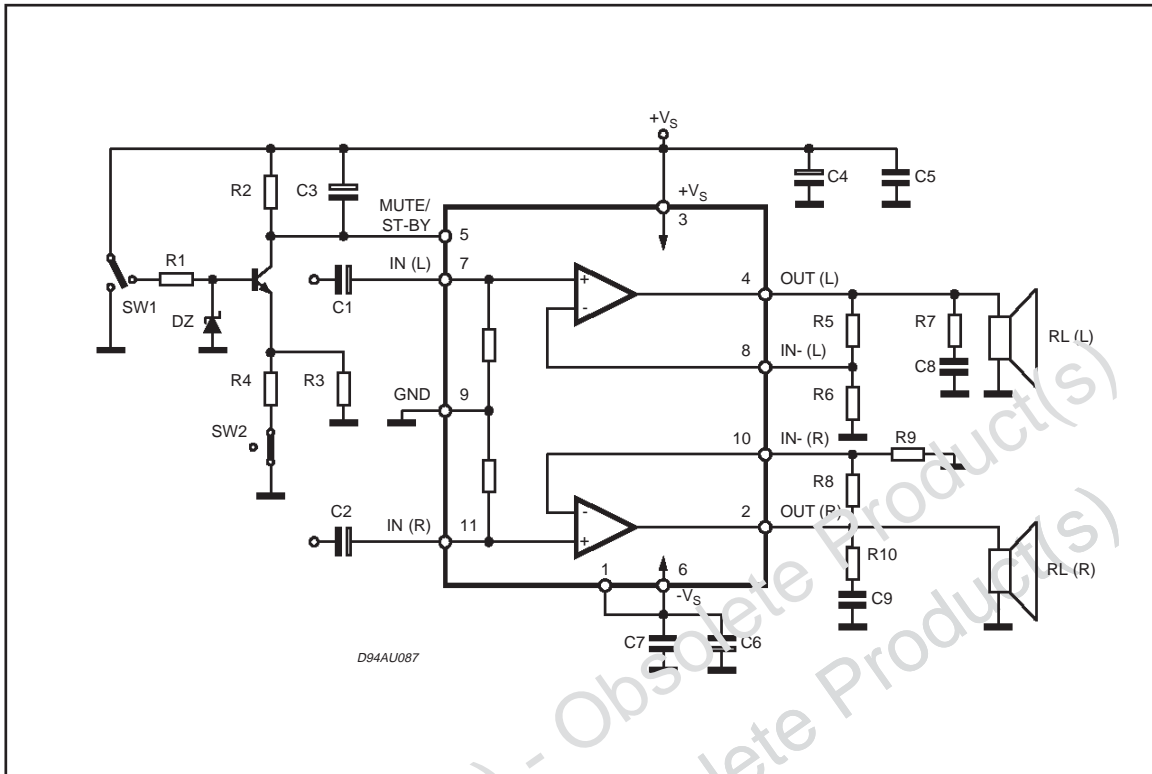 +VS
R2
C3
C4
C5
MUTE/
ST-BY
+VS
3
5
R1
IN (L)
7
4
OUT (L)
SW1
C1
+
-
R5
R7
DZ
8
IN- (L)
C8
RL (L)
R4
R3
GND
9
R6
SW2
10
IN- (R)
R9
R8
C2
IN (R)
11
-
+
2
OUT (R)
R10
RL (R)
1
6
-VS
C9
C7
C6
D94AU087
) - Obsolete Product(s)
lete Product(s)